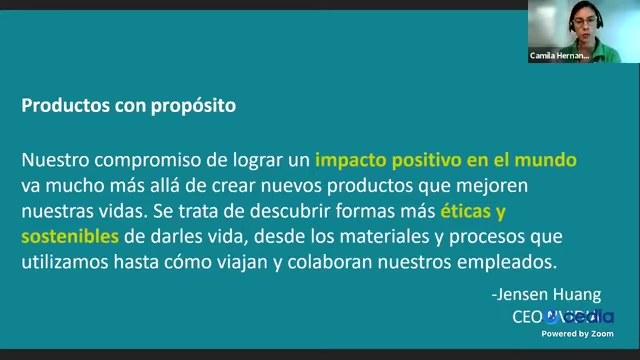 Camila Hernan...
Productos con propósito
Nuestro compromiso de lograr un impacto positivo en el mundo
va mucho más allá de crear nuevos productos que mejoren
nuestras vidas. Se trata de descubrir formas más éticas y
sostenibles de darles vida, desde los materiales y procesos que
utilizamos hasta cómo viajan y colaboran nuestros empleados.
-Jensen Huang
CEO
Powered by Zoom